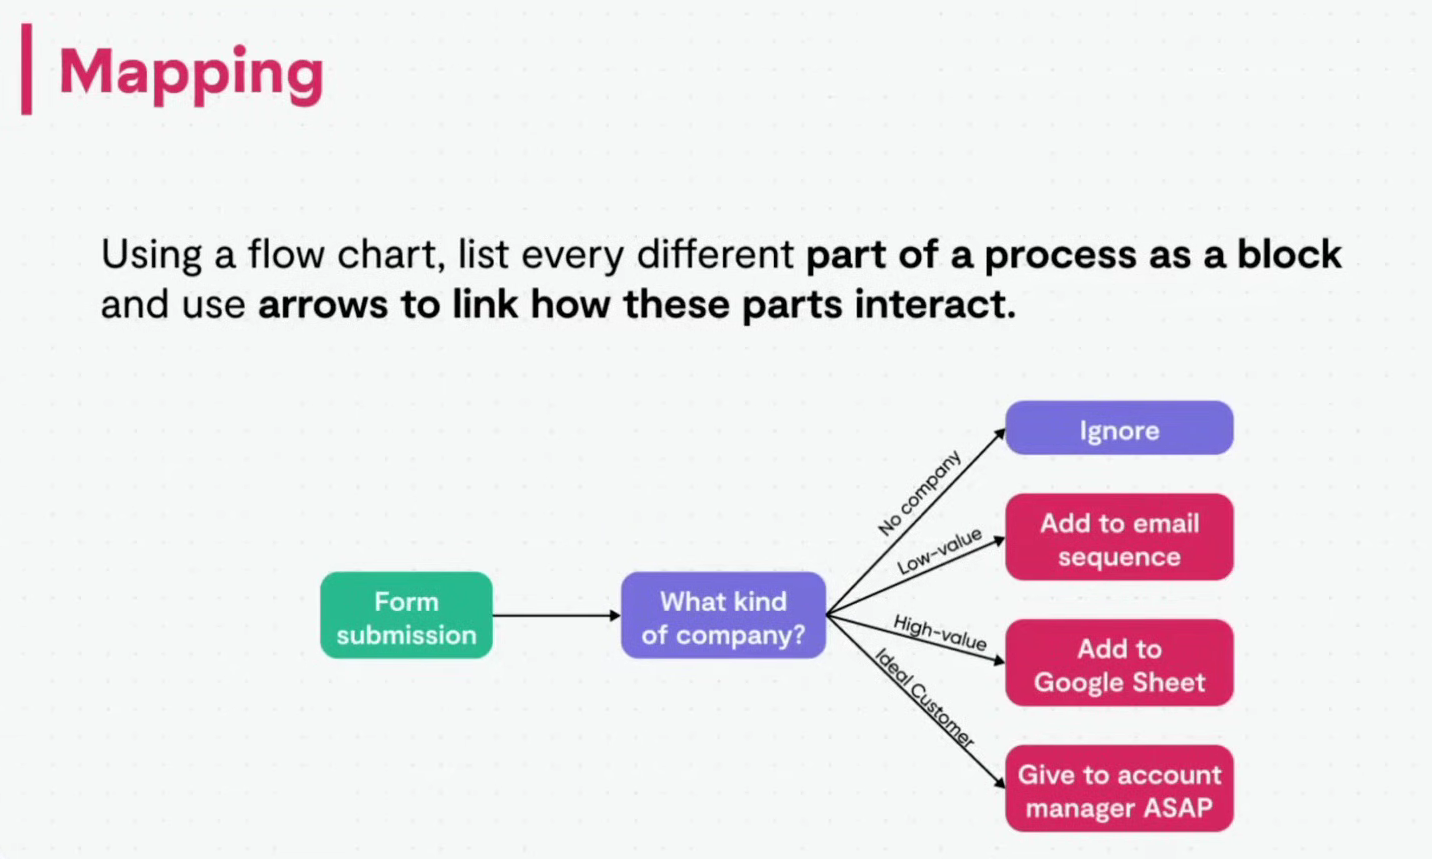 Mapping
Using a flow chart, list every different part of a process as a block
and use arrows to link how these parts interact.
Form
submission
What kind
of company?
No company
Low-value
High-value
Ideal Customer
Ignore
Add to email
sequence
Add to
Google Sheet
Give to account
manager ASAP